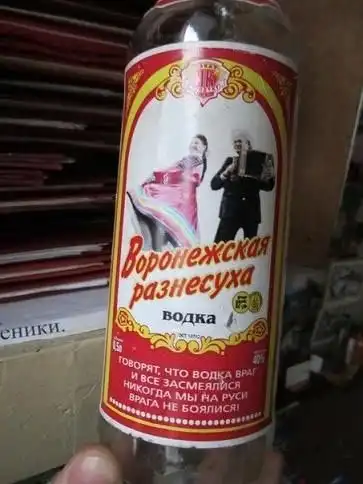 Воронежская
разнесуха
водка
0,5л
40%
ГОВОРЯТ, ЧТО ВОДКА ВРАГ
И ВСЕ ЗАСМЕЯЛИСЯ
НИКОГДА МЫ НА РУСИ
ВРАГА НЕ БОЯЛИСЯ!
еники.